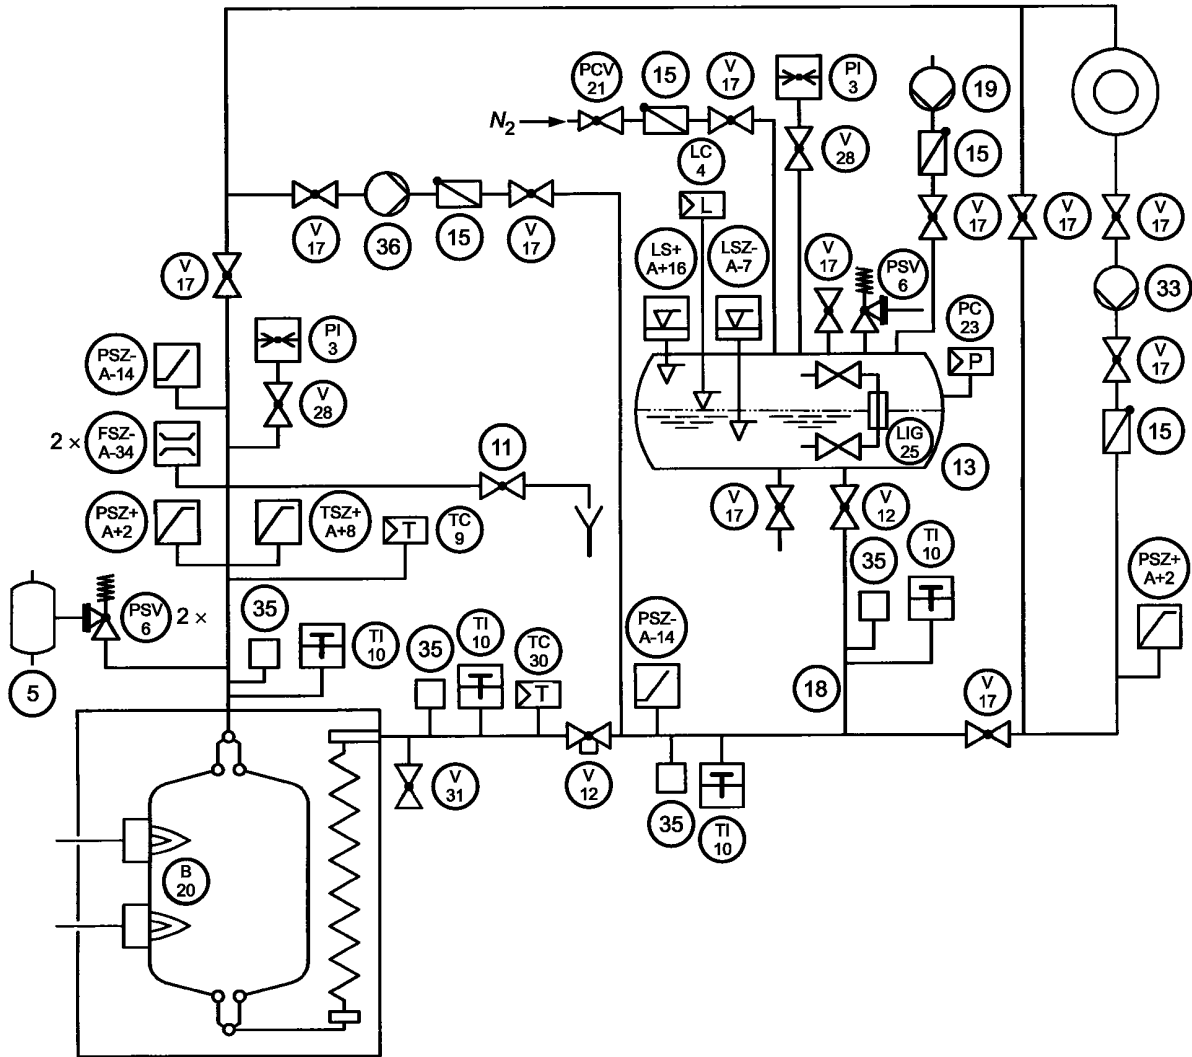 PCV
21
15
V
17
PI
3
19
N₂
LC
4
V
28
15
L
V
17
36
15
V
17
LS+
A+16
LSZ-
A-7
V
17
PSV
6
V
17
V
17
V
17
V
17
PI
3
PC
23
33
PSZ-
A-14
P
V
17
V
28
2 ×
FSZ-
A-34
11
LIG
25
13
15
PSZ+
A+2
TSZ+
A+8
T
TC
9
V
17
V
12
35
TI
10
T
PSZ+
A+2
PSV
6
2 ×
35
T
TI
10
35
TI
10
T
TC
30
T
PSZ-
A-14
5
18
V
17
V
31
V
12
35
T
TI
10
B
20